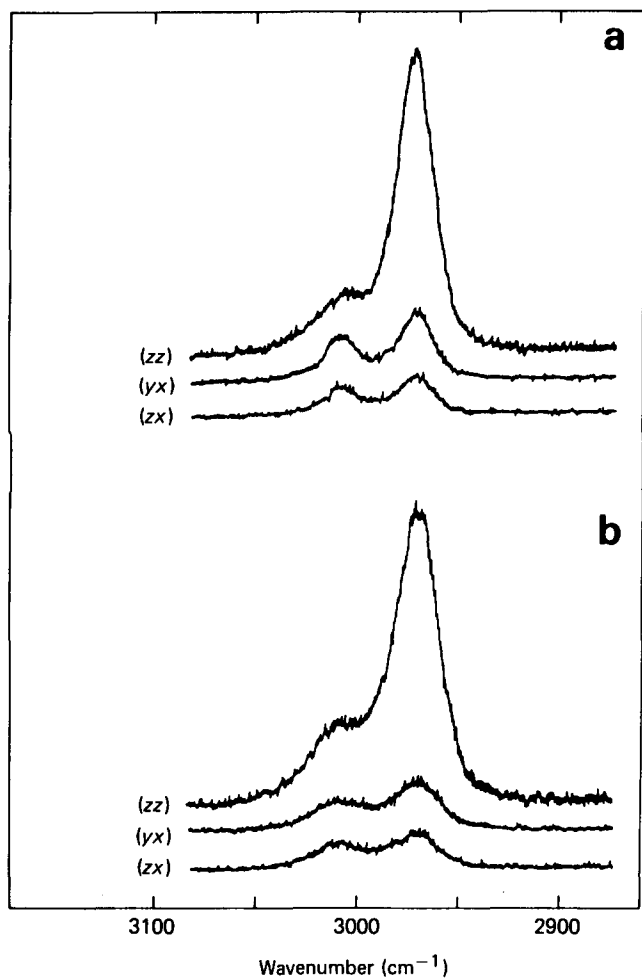 a
(zz)
(yx)
(zx)
b
(zz)
(yx)
(zx)
3100 3000 2900
Wavenumber (cm⁻¹)